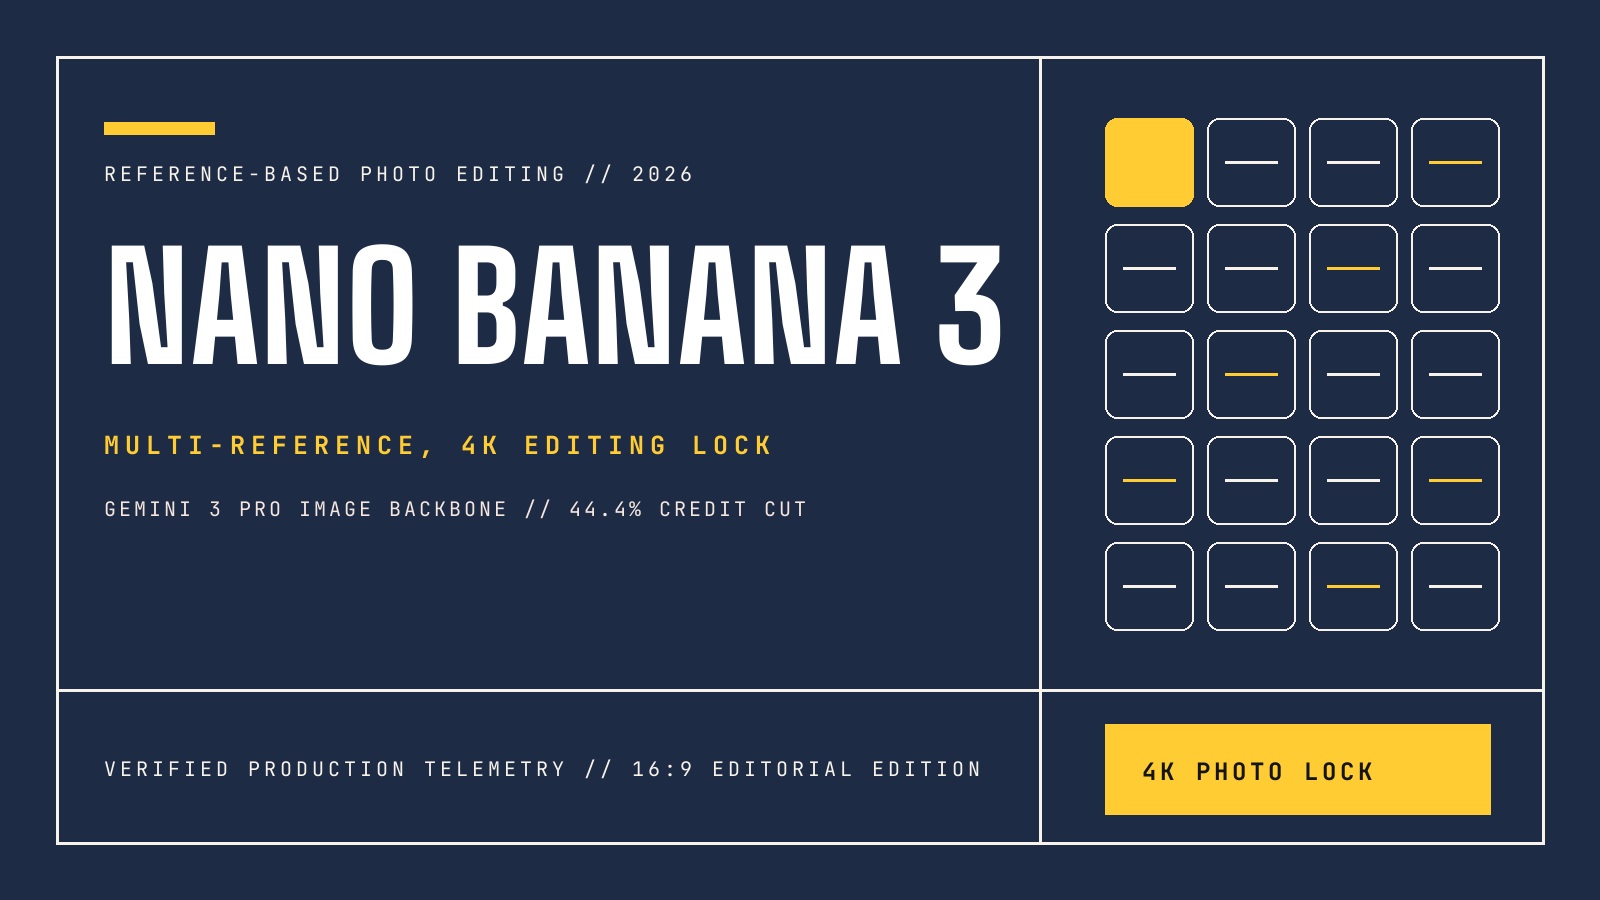 REFERENCE-BASED PHOTO EDITING // 2026
NANO BANANA 3
MULTI-REFERENCE, 4K EDITING LOCK
GEMINI 3 PRO IMAGE BACKBONE // 44.4% CREDIT CUT
VERIFIED PRODUCTION TELEMETRY // 16:9 EDITORIAL EDITION
4K PHOTO LOCK